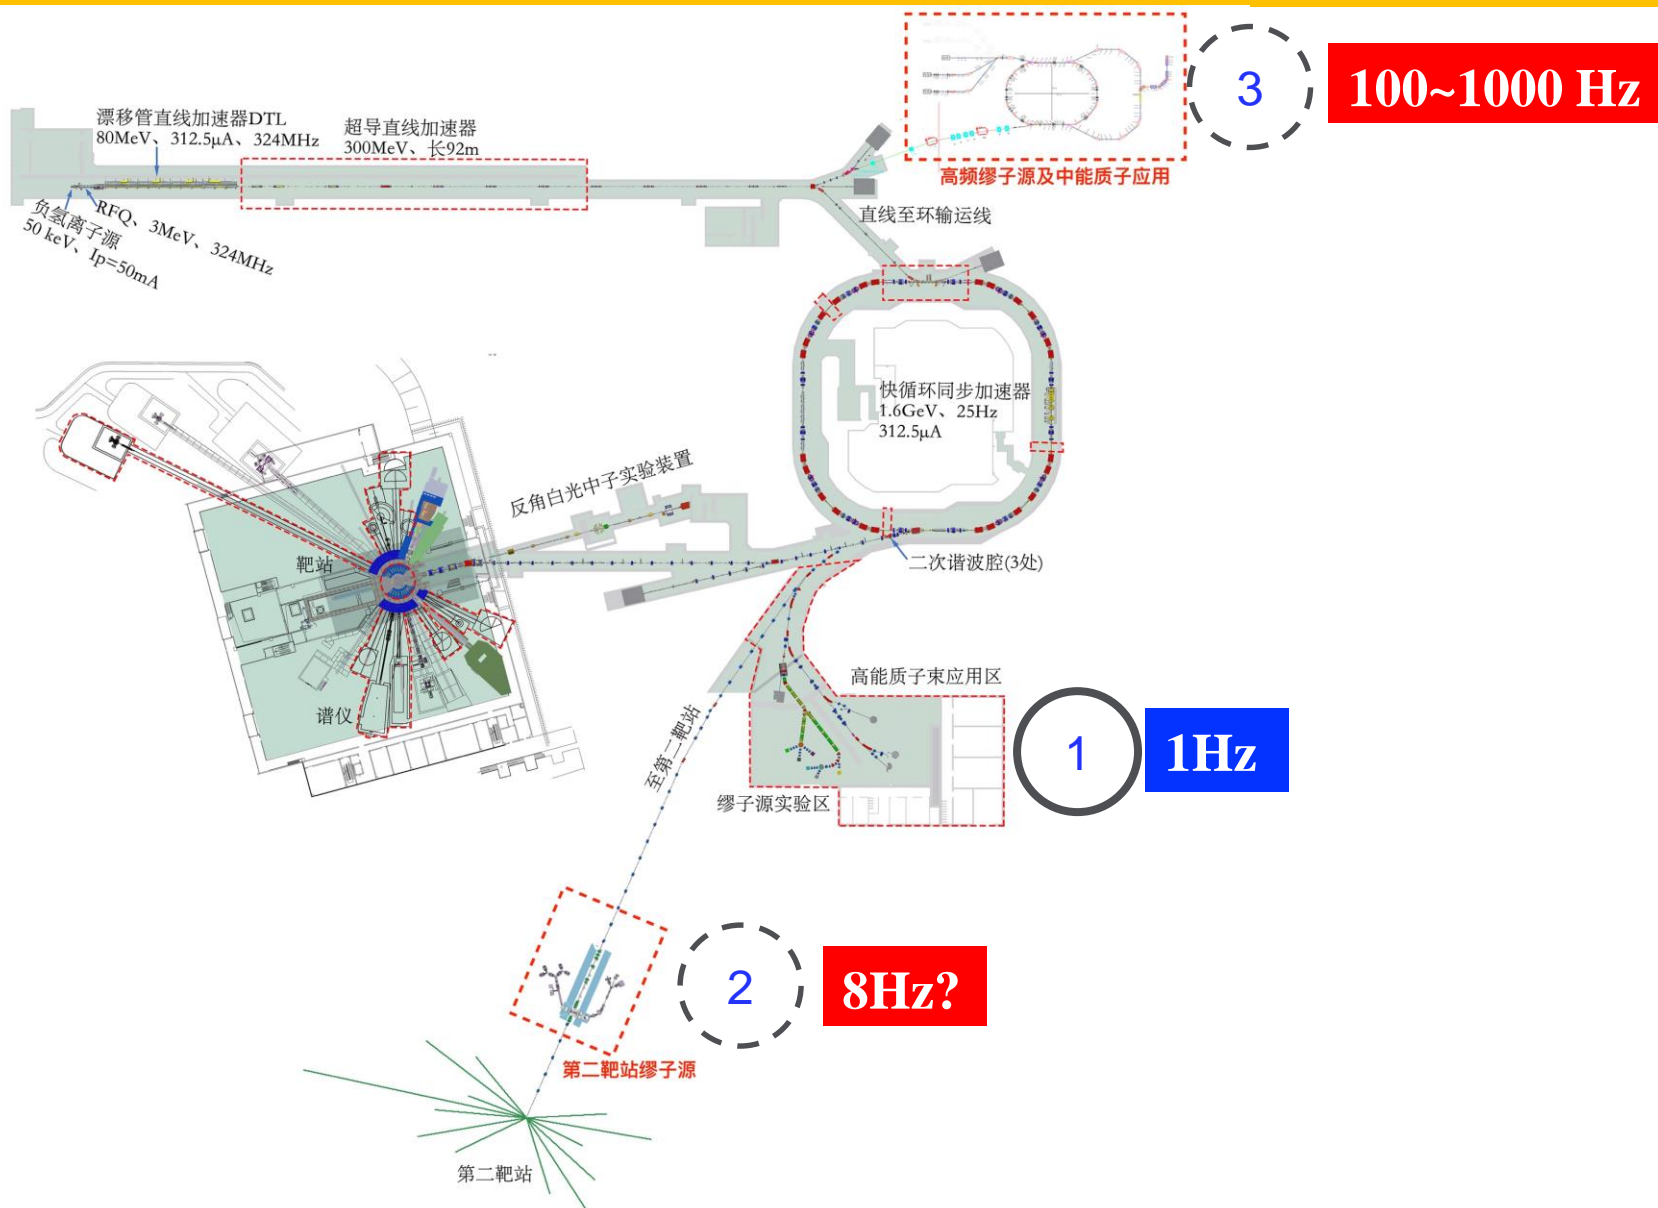 3
100~1000 Hz
漂移管直线加速器DTL
80MeV、312.5μA、324MHz
超导直线加速器
300MeV、长92m
高频缪子源及中能质子应用
负氢离子源
50 keV、Ip=50mA
RFQ、3MeV、324MHz
直线至环输运线
快循环同步加速器
1.6GeV、25Hz
312.5μA
反角白光中子实验装置
靶站
二次谐波腔(3处)
谱仪
高能质子束应用区
至第二靶站
1
1Hz
缪子源实验区
2
8Hz?
第二靶站缪子源
第二靶站